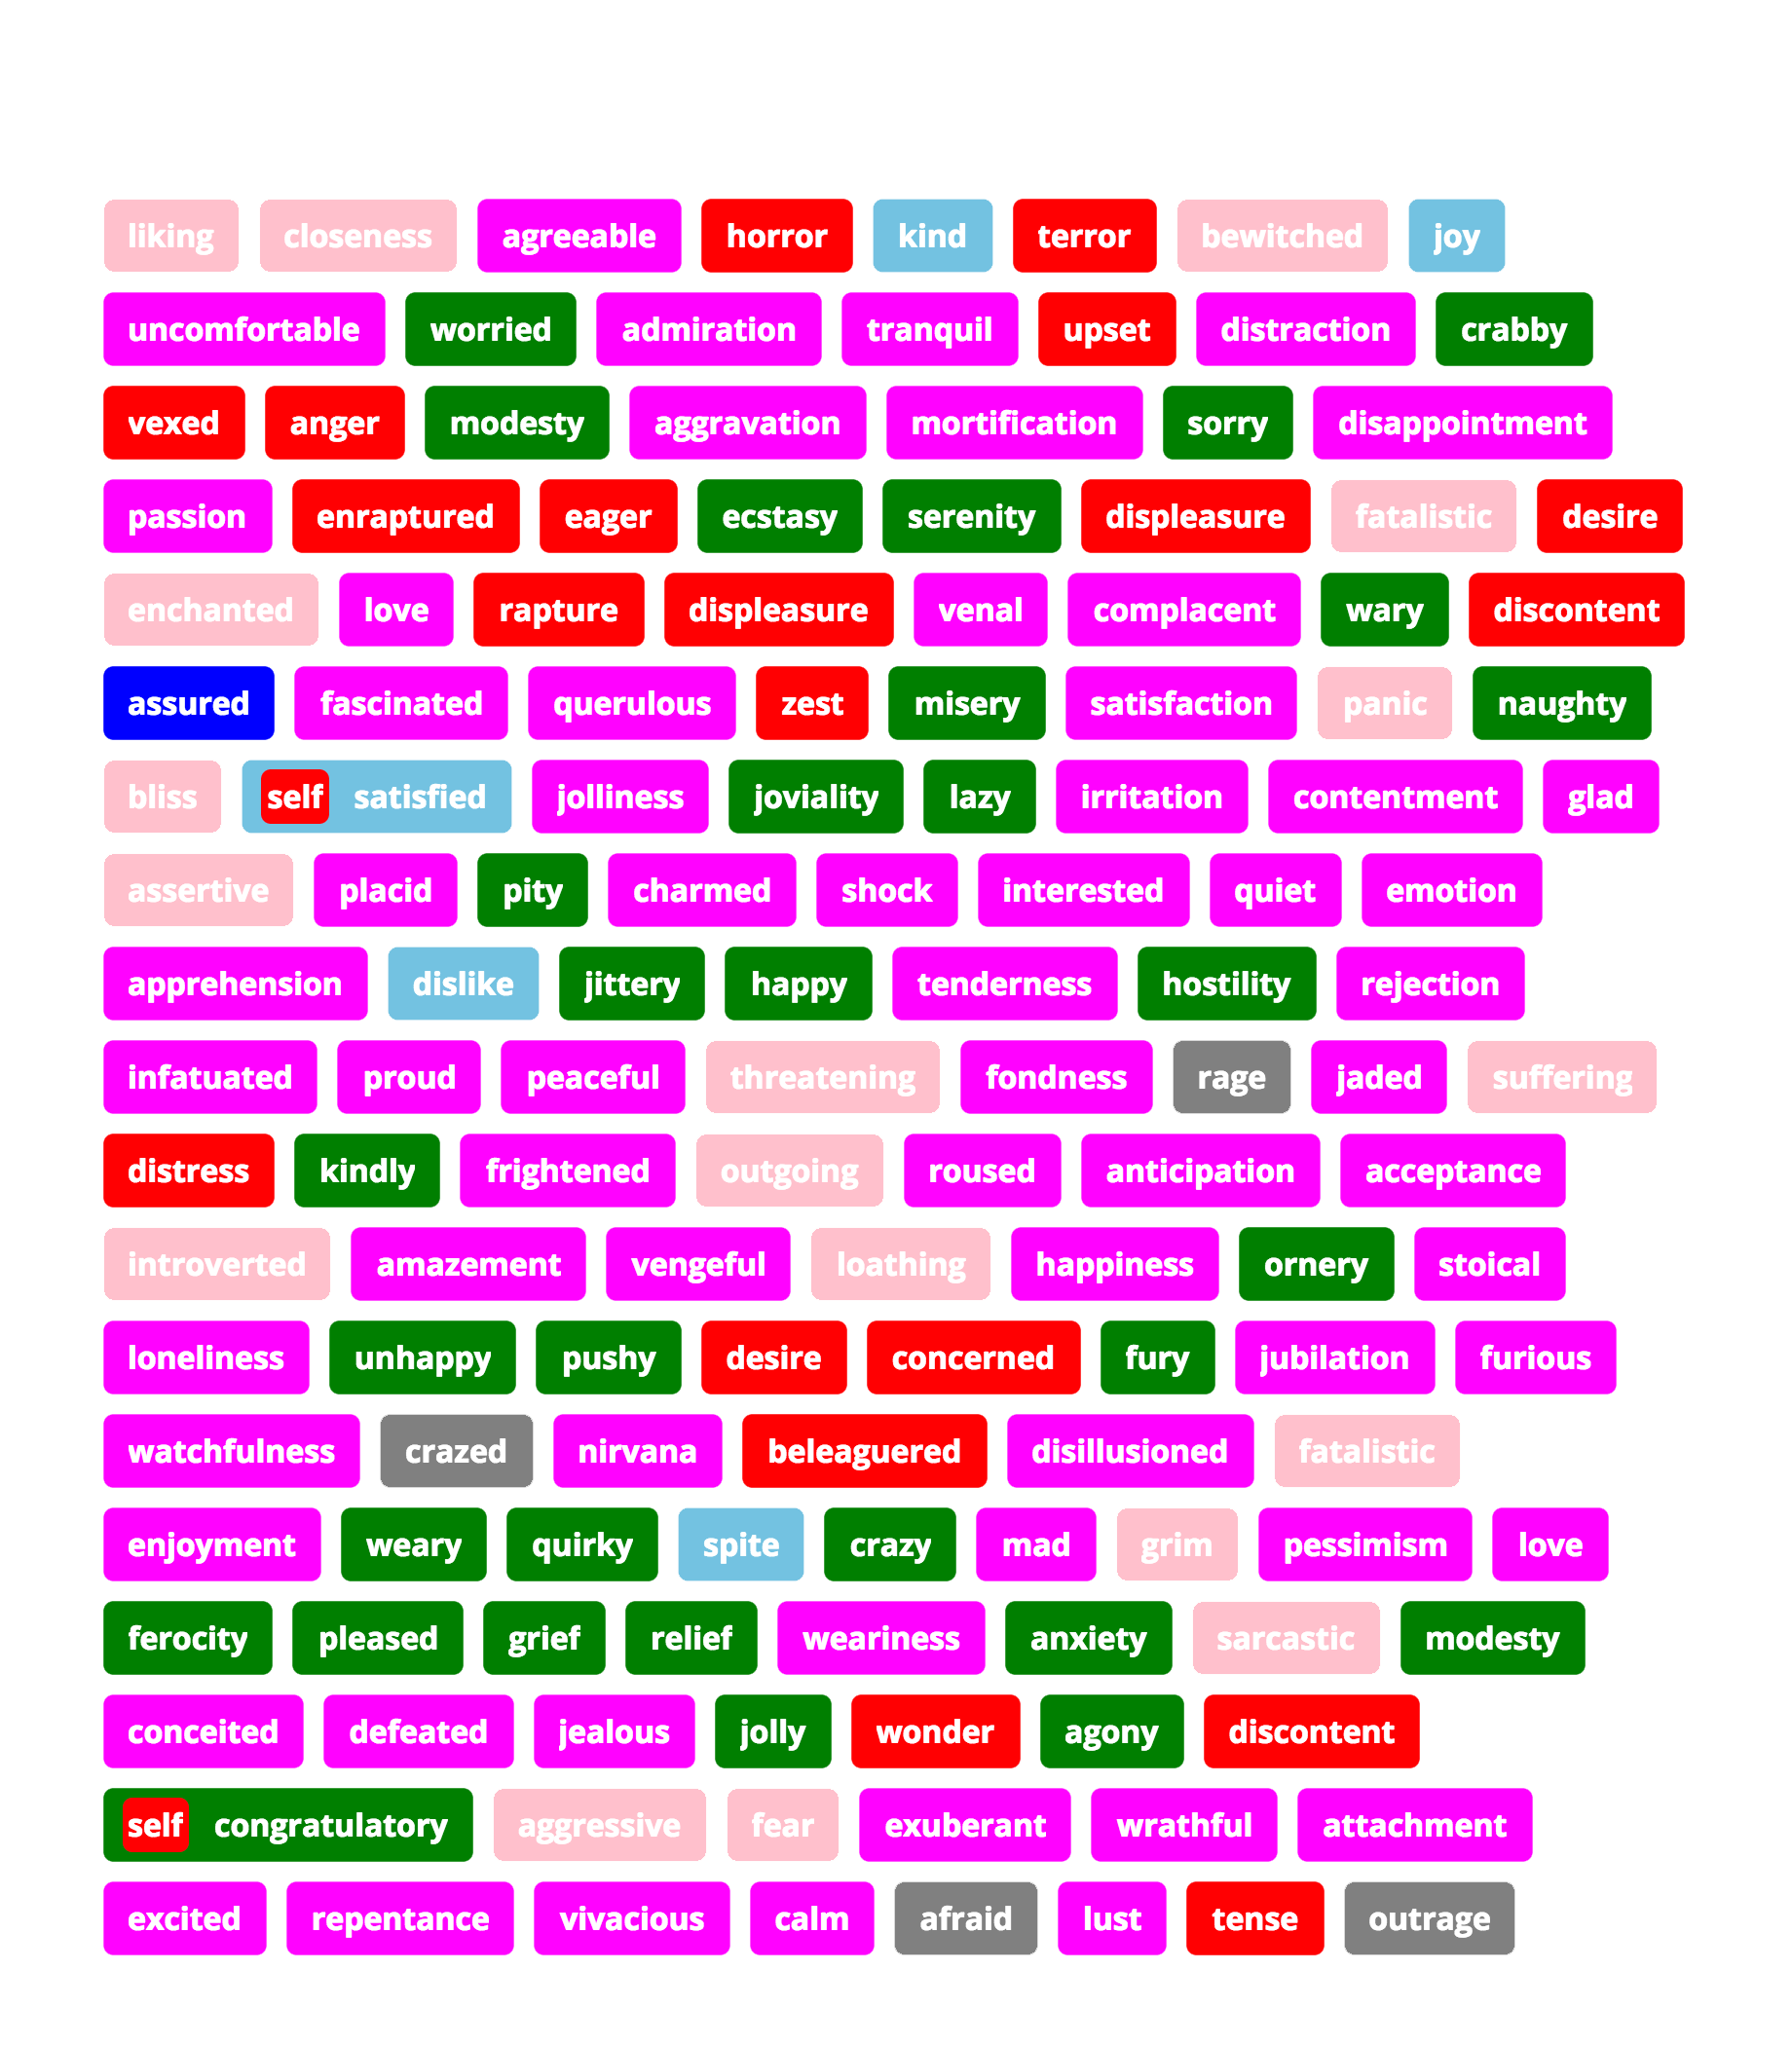 liking closeness agreeable horror kind terror bewitched joy
uncomfortable worried admiration tranquil upset distraction crabby
vexed anger modesty aggravation mortification sorry disappointment
passion enraptured eager ecstasy serenity displeasure fatalistic desire
enchanted love rapture displeasure venal complacent wary discontent
assured fascinated querulous zest misery satisfaction panic naughty
bliss self satisfied jolliness joviality lazy irritation contentment glad
assertive placid pity charmed shock interested quiet emotion
apprehension dislike jittery happy tenderness hostility rejection
infatuated proud peaceful threatening fondness rage jaded suffering
distress kindly frightened outgoing roused anticipation acceptance
introverted amazement vengeful loathing happiness ornery stoical
loneliness unhappy pushy desire concerned fury jubilation furious
watchfulness crazed nirvana beleaguered disillusioned fatalistic
enjoyment weary quirky spite crazy mad grim pessimism love
ferocity pleased grief relief weariness anxiety sarcastic modesty
conceited defeated jealous jolly wonder agony discontent
self congratulatory aggressive fear exuberant wrathful attachment
excited repentance vivacious calm afraid lust tense outrage